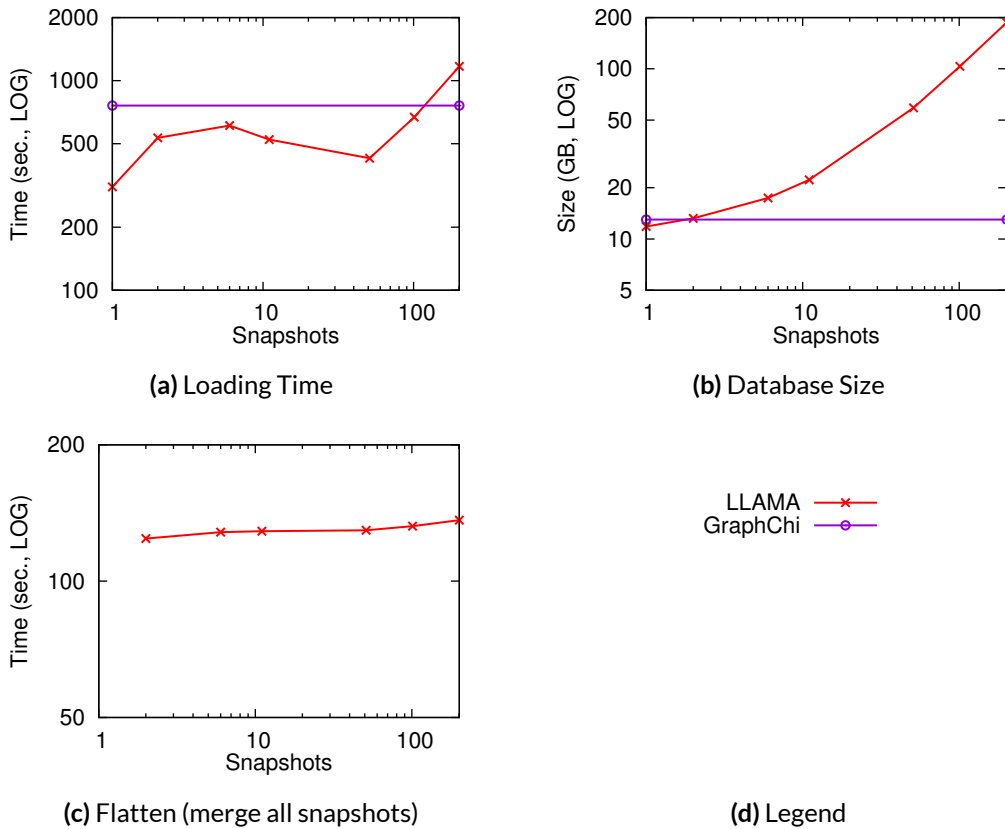 2000
1000
500
200
100
Time (sec., LOG)
1 10 100
Snapshots
(a) Loading Time
200
100
50
20
10
5
Size (GB, LOG)
1 10 100
Snapshots
(b) Database Size
200
100
50
Time (sec., LOG)
1 10 100
Snapshots
(c) Flatten (merge all snapshots)
LLAMA
GraphChi
(d) Legend